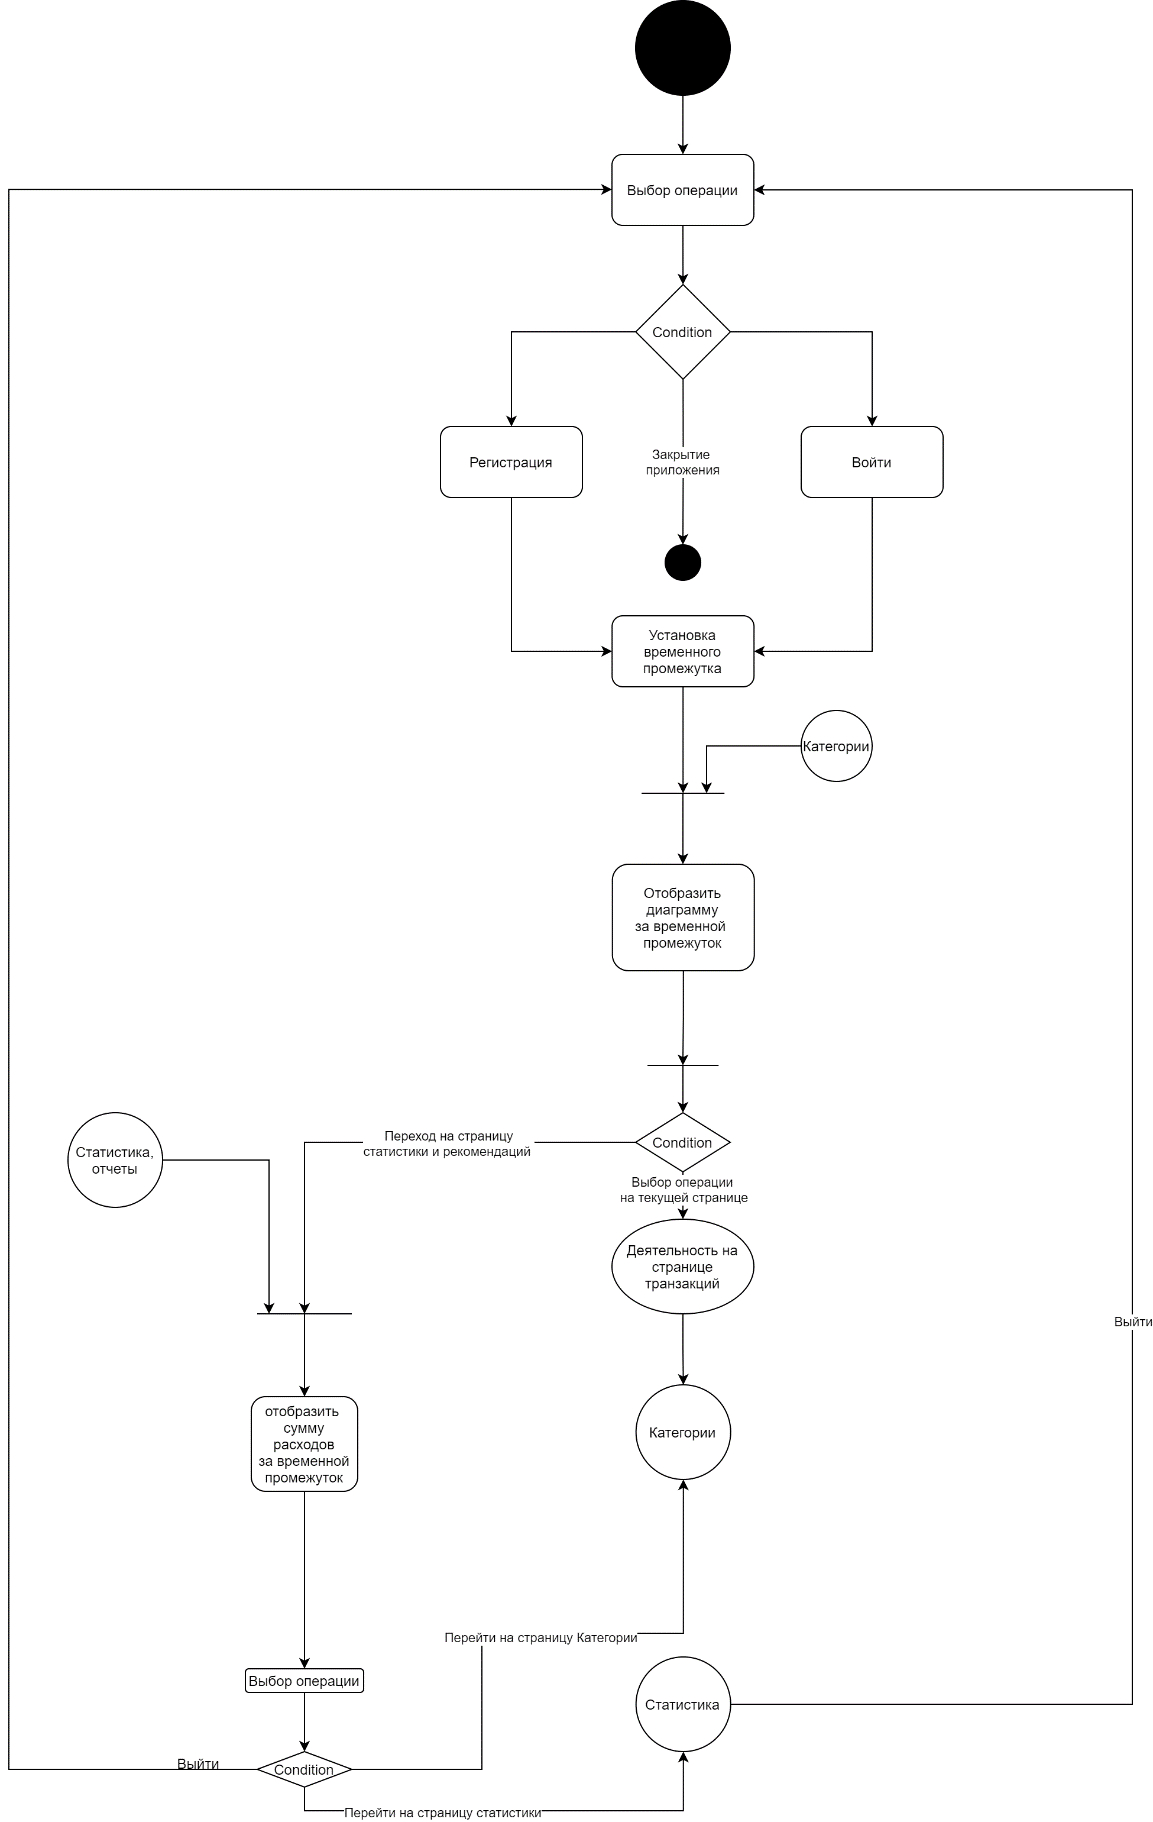 Выбор операции
Condition
Закрытие
приложения
Регистрация
Войти
Установка
временного
промежутка
Категории
Отобразить
диаграмму
за временной
промежуток
Переход на страницу
статистики и рекомендаций
Condition
Статистика,
отчеты
Выбор операции
на текущей странице
Деятельность на
странице
транзакций
Выйти
отобразить
сумму
расходов
за временной
промежуток
Категории
Перейти на страницу Категории
Выбор операции
Статистика
Выйти
Condition
Перейти на страницу статистики